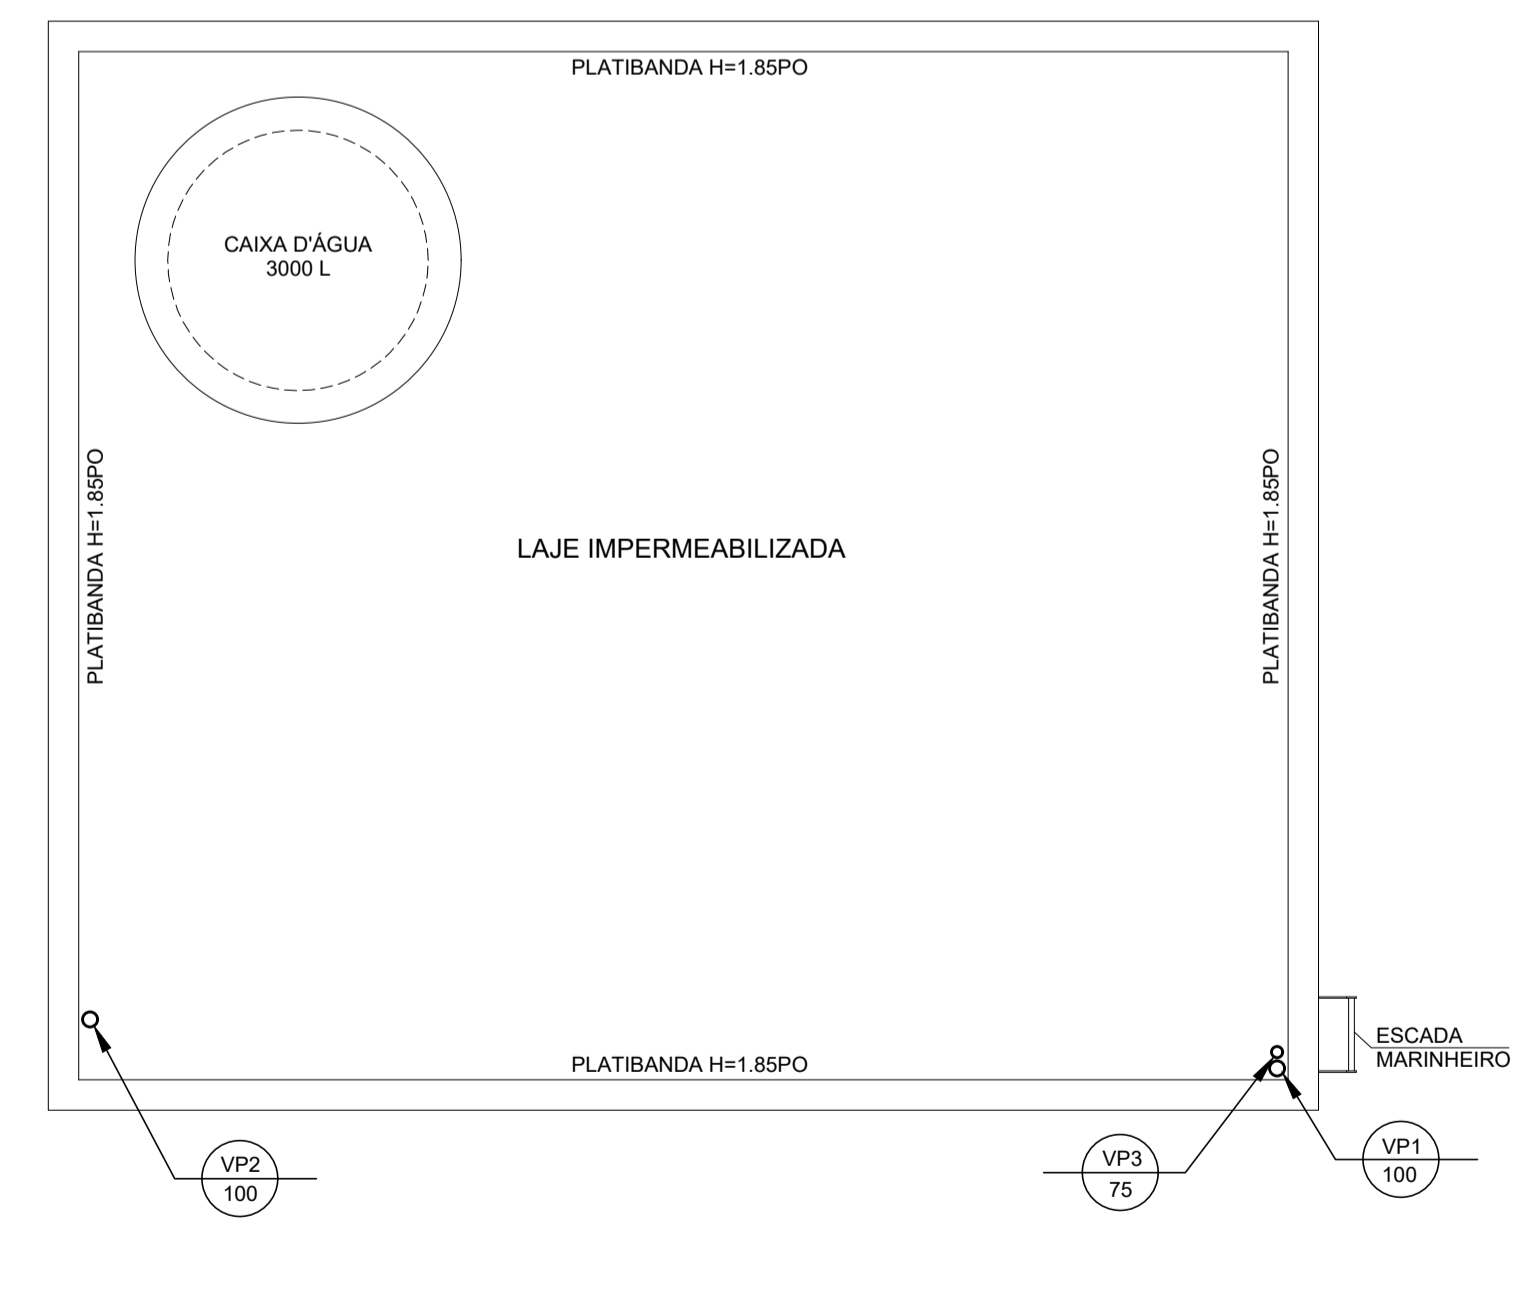 PLATIBANDA H=1.85PO
CAIXA D'ÁGUA
3000 L
PLATIBANDA H=1.85PO
PLATIBANDA H=1.85PO
LAJE IMPERMEABILIZADA
ESCADA
MARINHEIRO
PLATIBANDA H=1.85PO
VP2
100
VP3
75
VP1
100